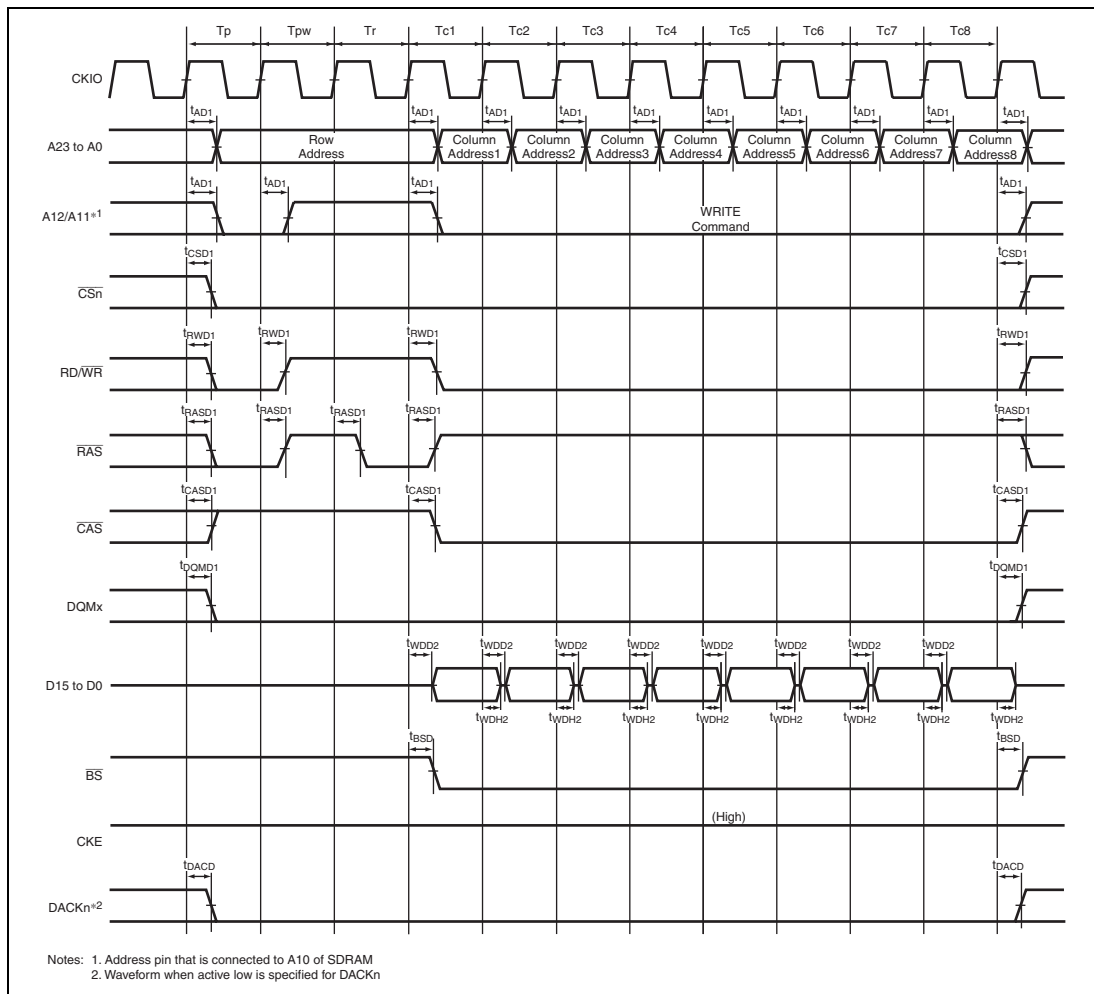 Tp Tpw Tr Tc1 Tc2 Tc3 Tc4 Tc5 Tc6 Tc7 Tc8
CKIO
tAD1 tAD1 tAD1 tAD1 tAD1 tAD1 tAD1 tAD1 tAD1 tAD1
A23 to A0
Row Address
Column Address1
Column Address2
Column Address3
Column Address4
Column Address5
Column Address6
Column Address7
Column Address8
tAD1 tAD1 tAD1 tAD1
A12/A11*1
WRITE Command
tCSD1 tCSD1
CSn
tRWD1 tRWD1 tRWD1 tRWD1
RD/WR
tRASD1 tRASD1 tRASD1 tRASD1 tRASD1
RAS
tCASD1 tCASD1 tCASD1
CAS
tDQMD1 tDQMD1
DQMx
tWDD2 tWDD2 tWDD2 tWDD2 tWDD2 tWDD2 tWDD2 tWDD2
D15 to D0
tWDH2 tWDH2 tWDH2 tWDH2 tWDH2 tWDH2 tWDH2 tWDH2
tBSD tBSD
BS
(High)
CKE
tDACD tDACD
DACKn*2
Notes: 1. Address pin that is connected to A10 of SDRAM
2. Waveform when active low is specified for DACKn